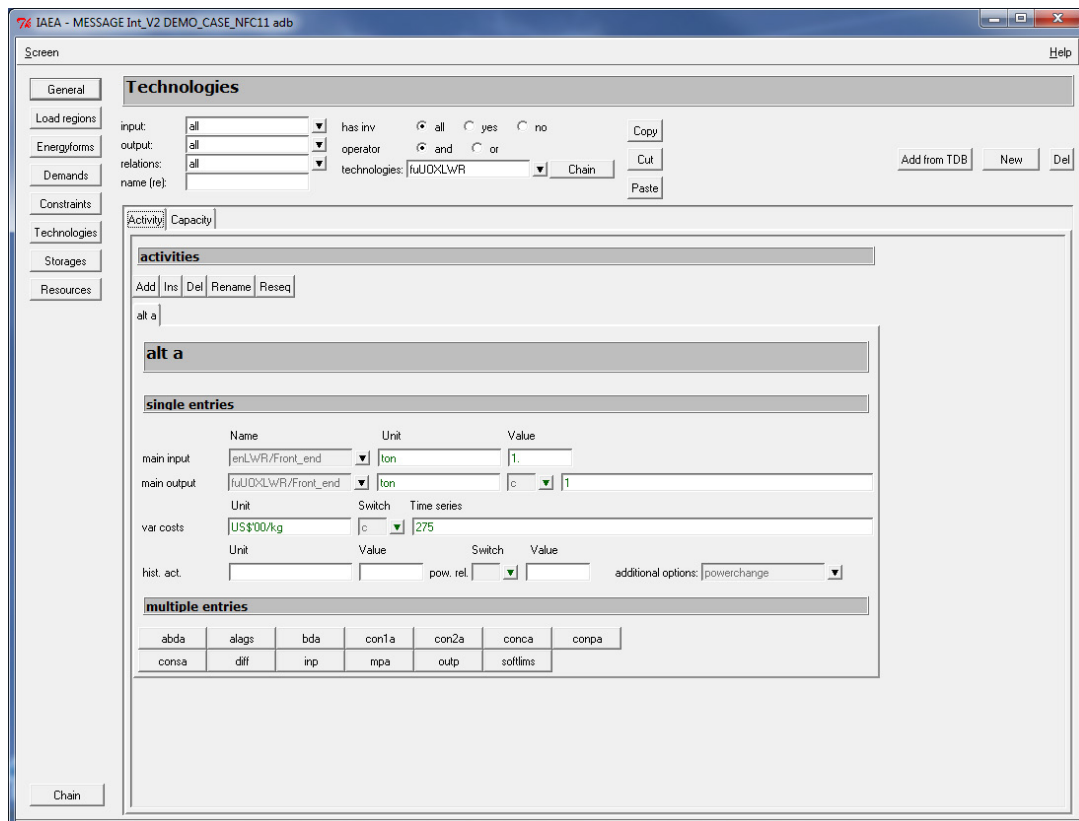 IAEA - MESSAGE Int_V2 DEMO_CASE_NFC11 adb
Screen Help
General
Load regions
Energyforms
Demands
Constraints
Technologies
Storages
Resources
Chain
Technologies
input: all has inv all yes no Copy
output: all operator and or Cut
relations: all technologies: fuUOXLWR Chain Add from TDB New Del
name (re): Paste
Activity Capacity
activities
Add Ins Del Rename Reseq
alt a
alt a
single entries
Name Unit Value
main input enLWR/Front_end ton 1.
main output fuUOXLWR/Front_end ton c 1
Unit Switch Time series
var costs US$'00/kg c 275
Unit Value Switch Value
hist. act. pow. rel. additional options: powerchange
multiple entries
abda alags bda con1a con2a conca conpa
consa diff inp mpa outp softlims